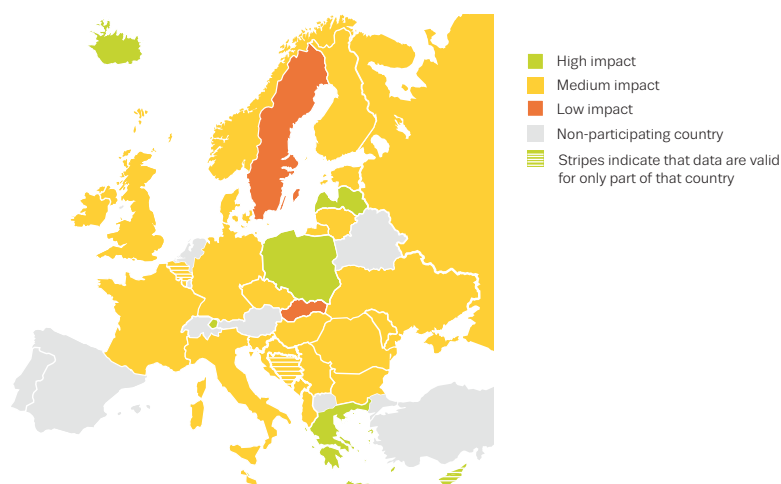 High impact
Medium impact
Low impact
Non-participating country
Stripes indicate that data are valid
for only part of that country